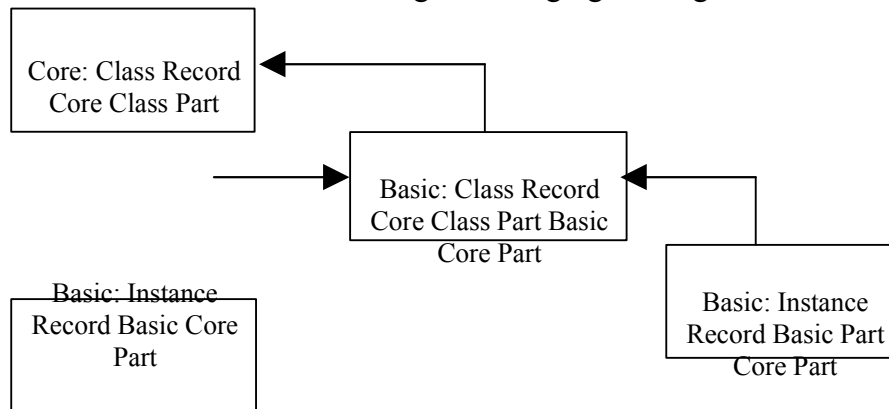 Core: Class Record
Core Class Part
Basic: Class Record
Core Class Part Basic
Core Part
Basic: Instance
Record Basic Core
Part
Basic: Instance
Record Basic Part
Core Part